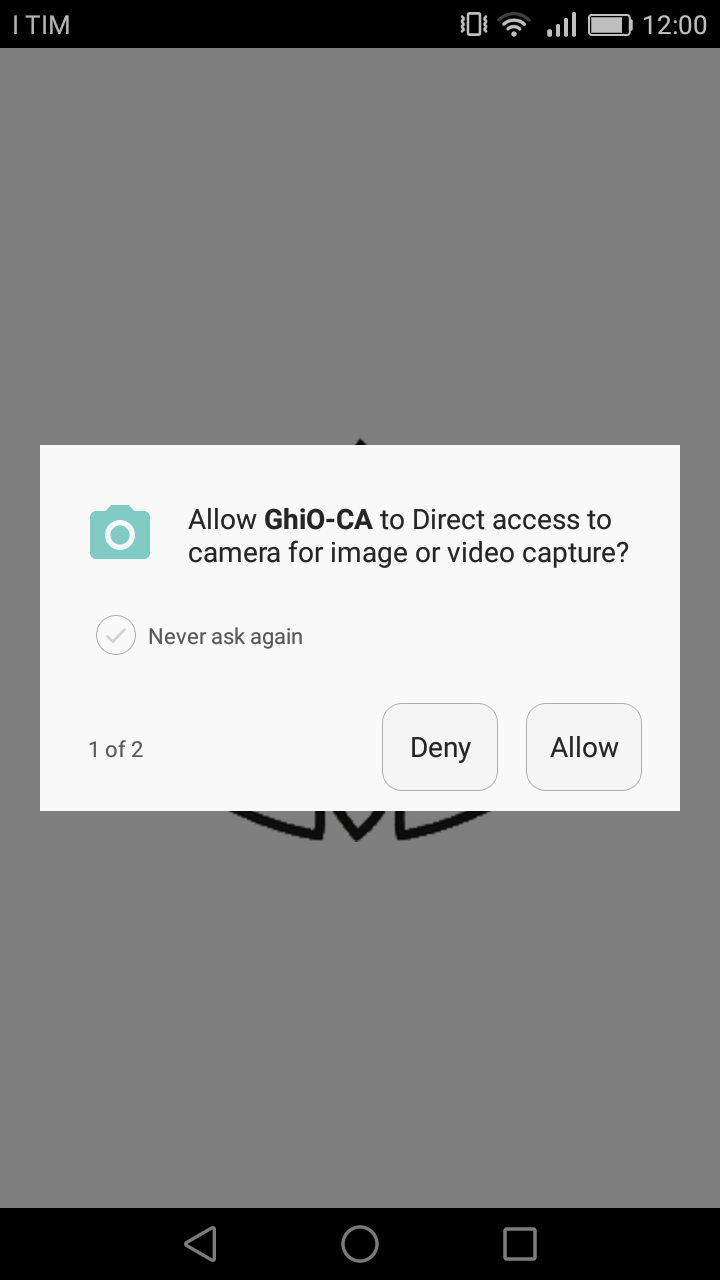 I TIM 12:00
Allow GhiO-CA to Direct access to
camera for image or video capture?
Never ask again
1 of 2 Deny Allow